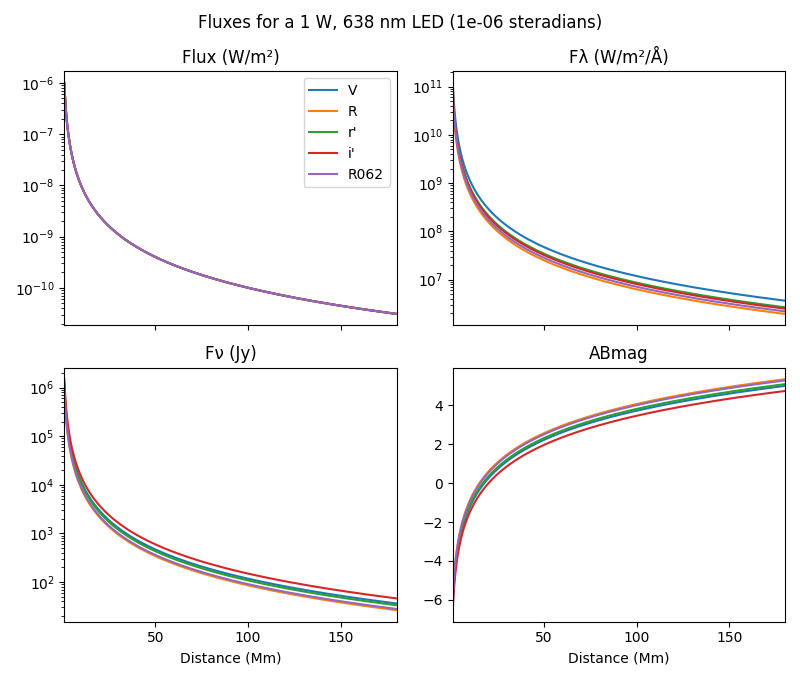 Fluxes for a 1 W, 638 nm LED (1e-06 steradians)
Flux (W/m²)
10⁻⁶
10⁻⁷
10⁻⁸
10⁻⁹
10⁻¹⁰
V
R
r'
i'
R062
Fλ (W/m²/Å)
10¹¹
10¹⁰
10⁹
10⁸
10⁷
Fν (Jy)
10⁶
10⁵
10⁴
10³
10²
50
100
150
Distance (Mm)
ABmag
4
2
0
−2
−4
−6
50
100
150
Distance (Mm)